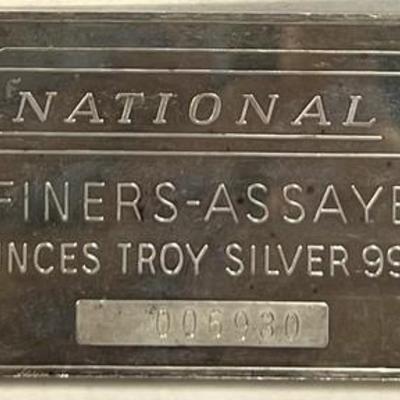 NATIONAL
FINERS-ASSAYE
UNCES TROY SILVER 99
006930